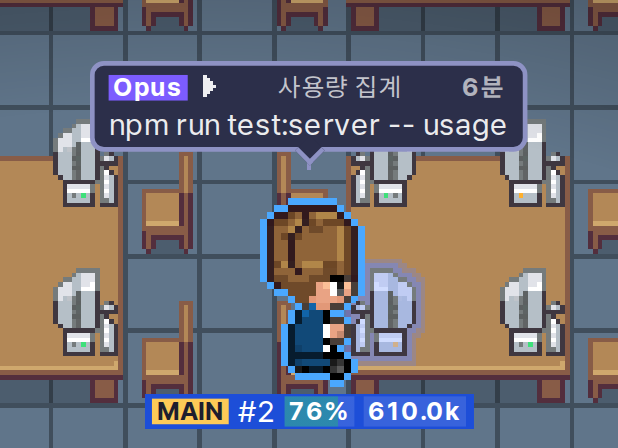 Opus 사용량 집계 6분
npm run test:server -- usage
MAIN #2 76% 610.0k